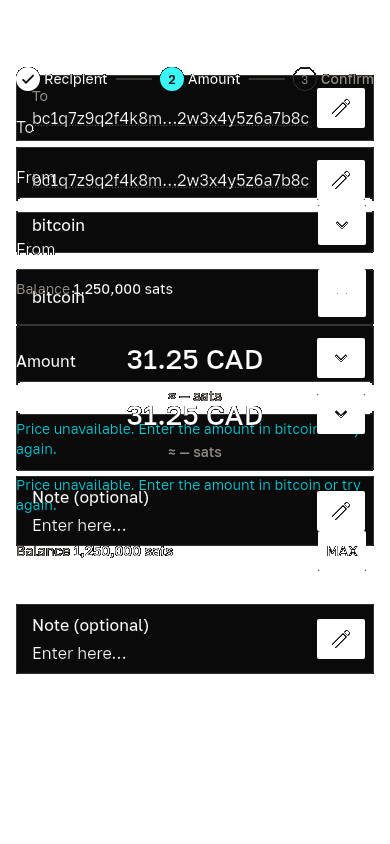 Recipient 2 Amount 3 Confirm
To
bc1q7z9q2f4k8m...2w3x4y5z6a7b8c
To
From
bc1q7z9q2f4k8m...2w3x4y5z6a7b8c
bitcoin
From
Balance 1,250,000 sats
bitcoin
Amount
31.25 CAD
≈ — sats
31.25 CAD
Price unavailable. Enter the amount in bitcoin or try
again.
≈ — sats
Price unavailable. Enter the amount in bitcoin or try
again.
Note (optional)
Enter here...
Balance 1,250,000 sats MAX
Note (optional)
Enter here...